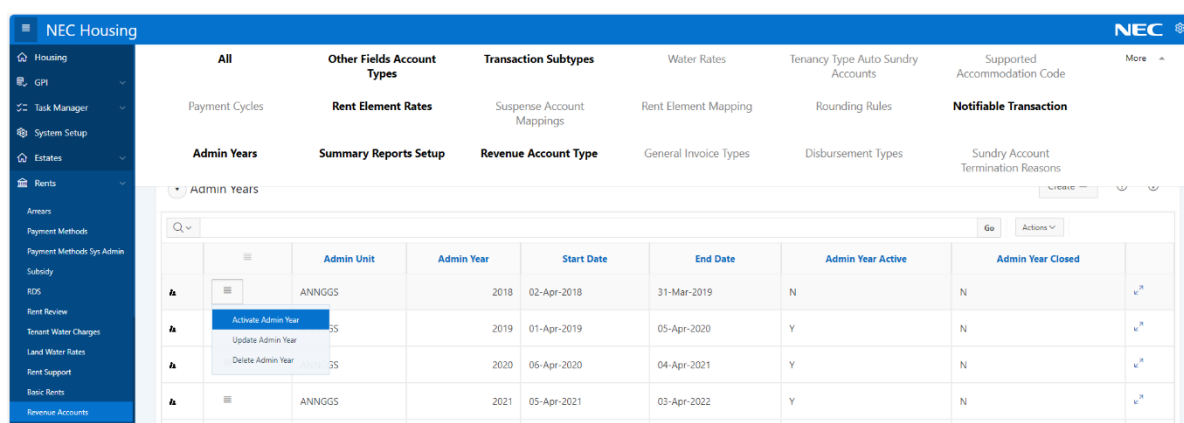 NEC Housing
NEC
Housing
GPI
Task Manager
System Setup
Estates
Rents
Arrears
Payment Methods
Payment Methods Sys Admin
Subsidy
RDS
Rent Review
Tenant Water Charges
Land Water Rates
Rent Support
Basic Rents
Revenue Accounts
All
Other Fields Account
Types
Transaction Subtypes
Water Rates
Tenancy Type Auto Sundry
Accounts
Supported
Accommodation Code
More
Payment Cycles
Rent Element Rates
Suspense Account
Mappings
Rent Element Mapping
Rounding Rules
Notifiable Transaction
Admin Years
Summary Reports Setup
Revenue Account Type
General Invoice Types
Disbursement Types
Sundry Account
Termination Reasons
Admin Years
Create
Go
Actions
Admin Unit Admin Year Start Date End Date Admin Year Active Admin Year Closed
ANNGGS 2018 02-Apr-2018 31-Mar-2019 N N
Activate Admin Year
Update Admin Year
Delete Admin Year
GS 2019 01-Apr-2019 05-Apr-2020 Y N
GS 2020 06-Apr-2020 04-Apr-2021 Y N
ANNGGS 2021 05-Apr-2021 03-Apr-2022 Y N